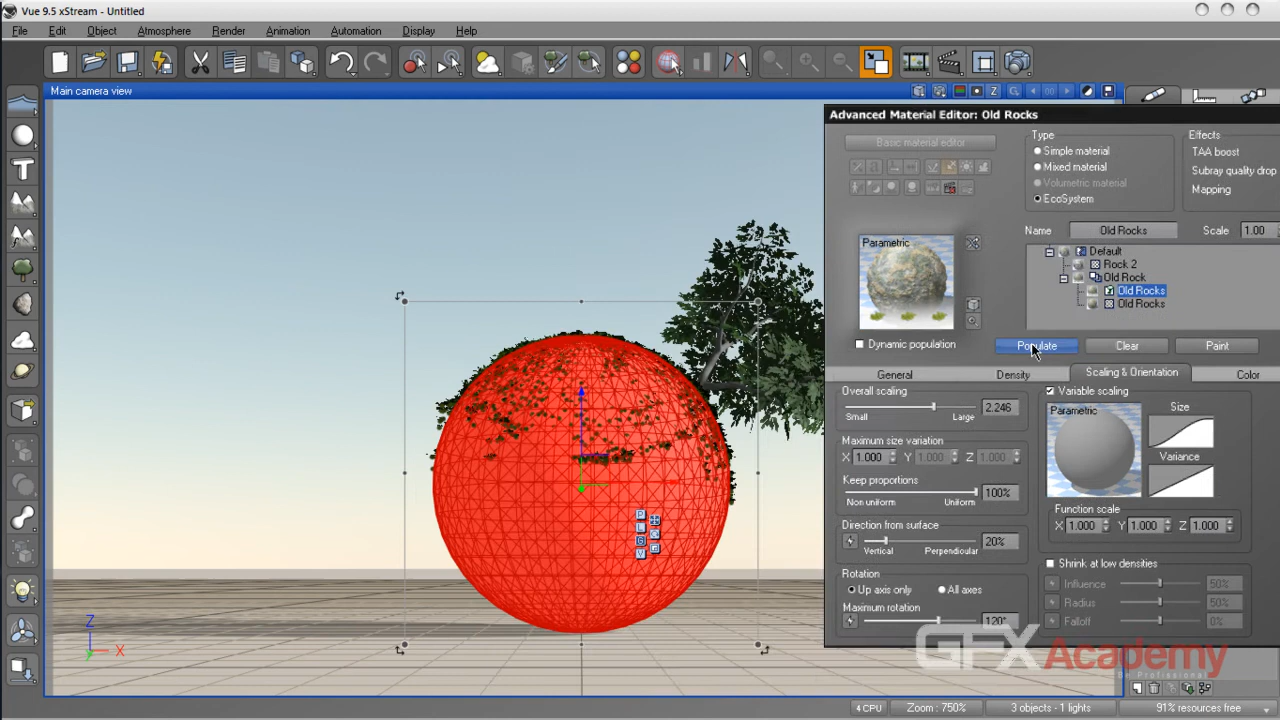 Vue 9.5 xStream - Untitled
File Edit Object Atmosphere Render Animation Automation Display Help
Main camera view
Advanced Material Editor: Old Rocks
Basic material editor
Type
Simple material
Mixed material
Volumetric material
EcoSystem
Effects
TAA boost
Subray quality drop
Mapping
Name Old Rocks Scale 1.00
Parametric
Default
Rock 2
Old Rock
Old Rocks
Old Rocks
Dynamic population Populate Clear Paint
General Density Scaling & Orientation Color
Overall scaling
2.246
Small Large
Maximum size variation
X 1.000 Y 1.000 Z 1.000
Keep proportions
100%
Non uniform Uniform
Direction from surface
20%
Vertical Perpendicular
Rotation
Up axis only All axes
Maximum rotation
120°
Variable scaling
Parametric
Size
Variance
Function scale
X 1.000 Y 1.000 Z 1.000
Shrink at low densities
Influence 50%
Radius 50%
Falloff 0%
Z
X
Y
GFXAcademy
Be Professional
4 CPU Zoom : 750% 3 objects - 1 lights 91% resources free